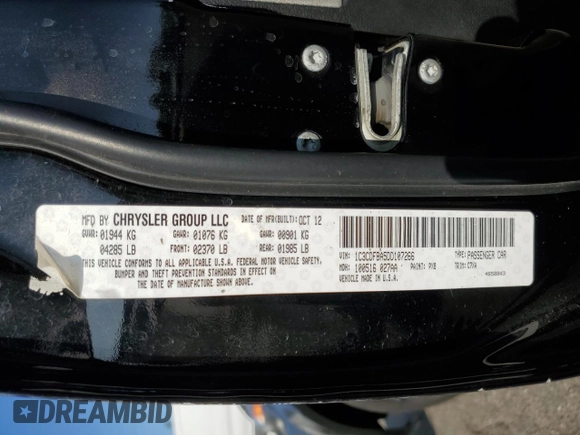 MFD BY CHRYSLER GROUP LLC DATE OF MFR(BUILT): OCT 12
GVWR: 01944 KG GAWR: 01076 KG GAWR: 00901 KG
04285 LB FRONT: 02370 LB REAR: 01985 LB
THIS VEHICLE CONFORMS TO ALL APPLICABLE U.S.A. FEDERAL MOTOR VEHICLE SAFETY,
BUMPER AND THEFT PREVENTION STANDARDS IN EFFECT ON
THE DATE OF MANUFACTURE SHOWN ABOVE.
VIN: 1C3CDFBA5DD107266 TYPE: PASSENGER CAR
MDH: 100516 027AA PAINT: PXB TRIM: C7VA
VEHICLE MADE IN U.S.A.
DREAMBID